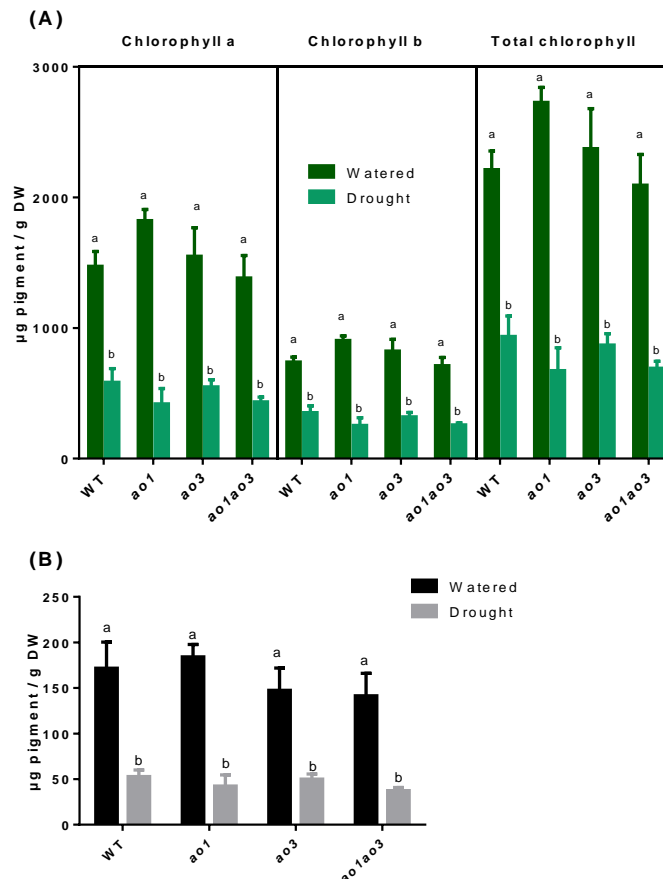 (A)
Chlorophyll a Chlorophyll b Total chlorophyll
3000
2000
1000
0
µg pigment / g DW
Watered
Drought
a a a a a a a a a a a a
b b b b b b b b b b b b
WT ao1 ao3 ao1ao3 WT ao1 ao3 ao1ao3 WT ao1 ao3 ao1ao3
(B)
Watered
Drought
250
200
150
100
50
0
µg pigment / g DW
a a a a
b b b b
WT ao1 ao3 ao1ao3